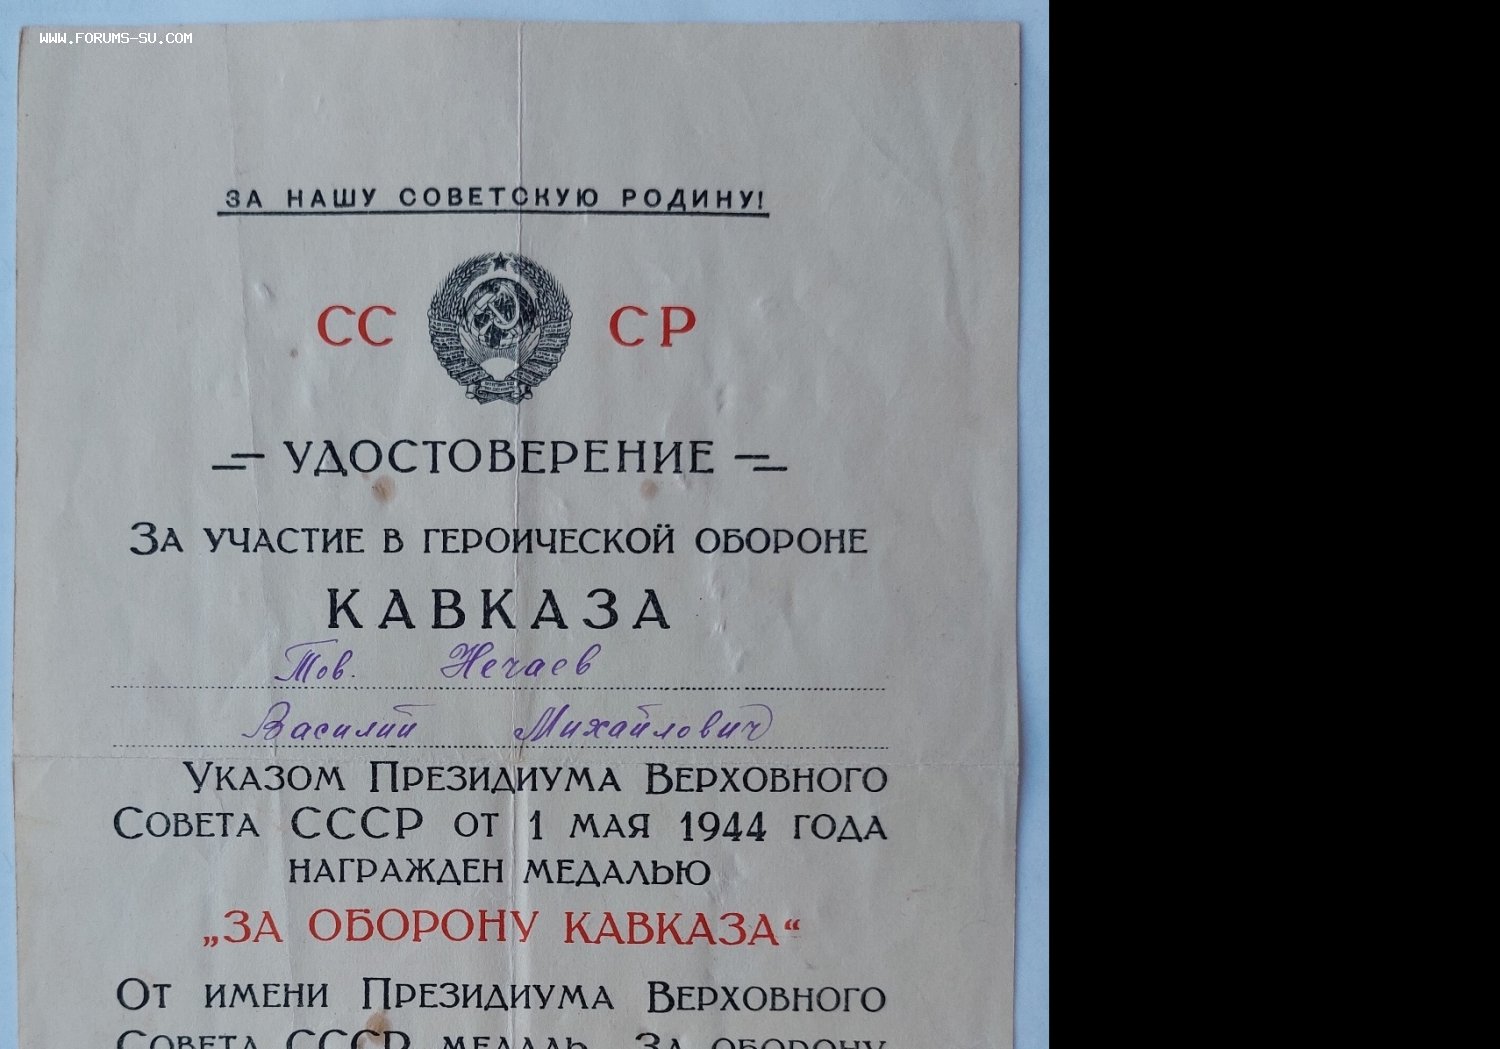 WWW.FORUMS-SU.COM
ЗА НАШУ СОВЕТСКУЮ РОДИНУ!
СС СР
УДОСТОВЕРЕНИЕ
ЗА УЧАСТИЕ В ГЕРОИЧЕСКОЙ ОБОРОНЕ
КАВКАЗА
Тов. Нечаев
Василий Михайлович
УКАЗОМ ПРЕЗИДИУМА ВЕРХОВНОГО
СОВЕТА СССР ОТ 1 МАЯ 1944 ГОДА
НАГРАЖДЕН МЕДАЛЬЮ
„ЗА ОБОРОНУ КАВКАЗА“
ОТ ИМЕНИ ПРЕЗИДИУМА ВЕРХОВНОГО
СОВЕТА СССР МЕДАЛЬ ЗА ОБОРОНУ